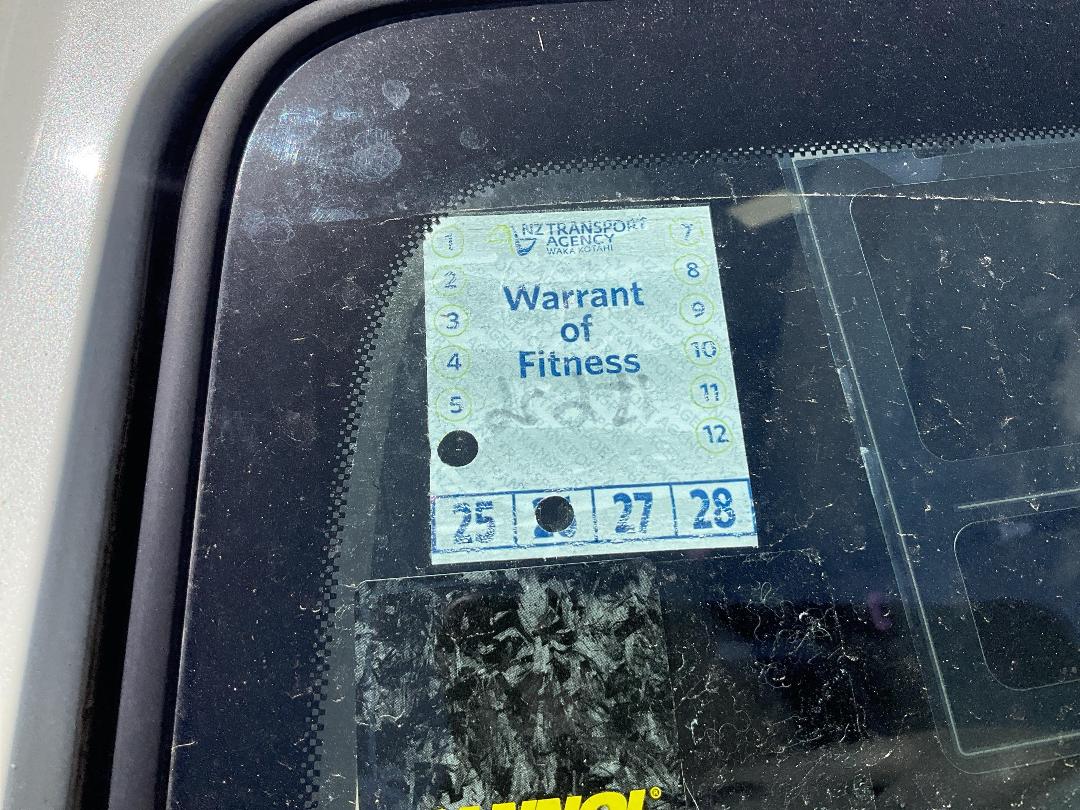 NZ TRANSPORT
AGENCY
WAKA KOTAHI
Warrant
of
Fitness
1
2
3
4
5
7
8
9
10
11
12
25 27 28